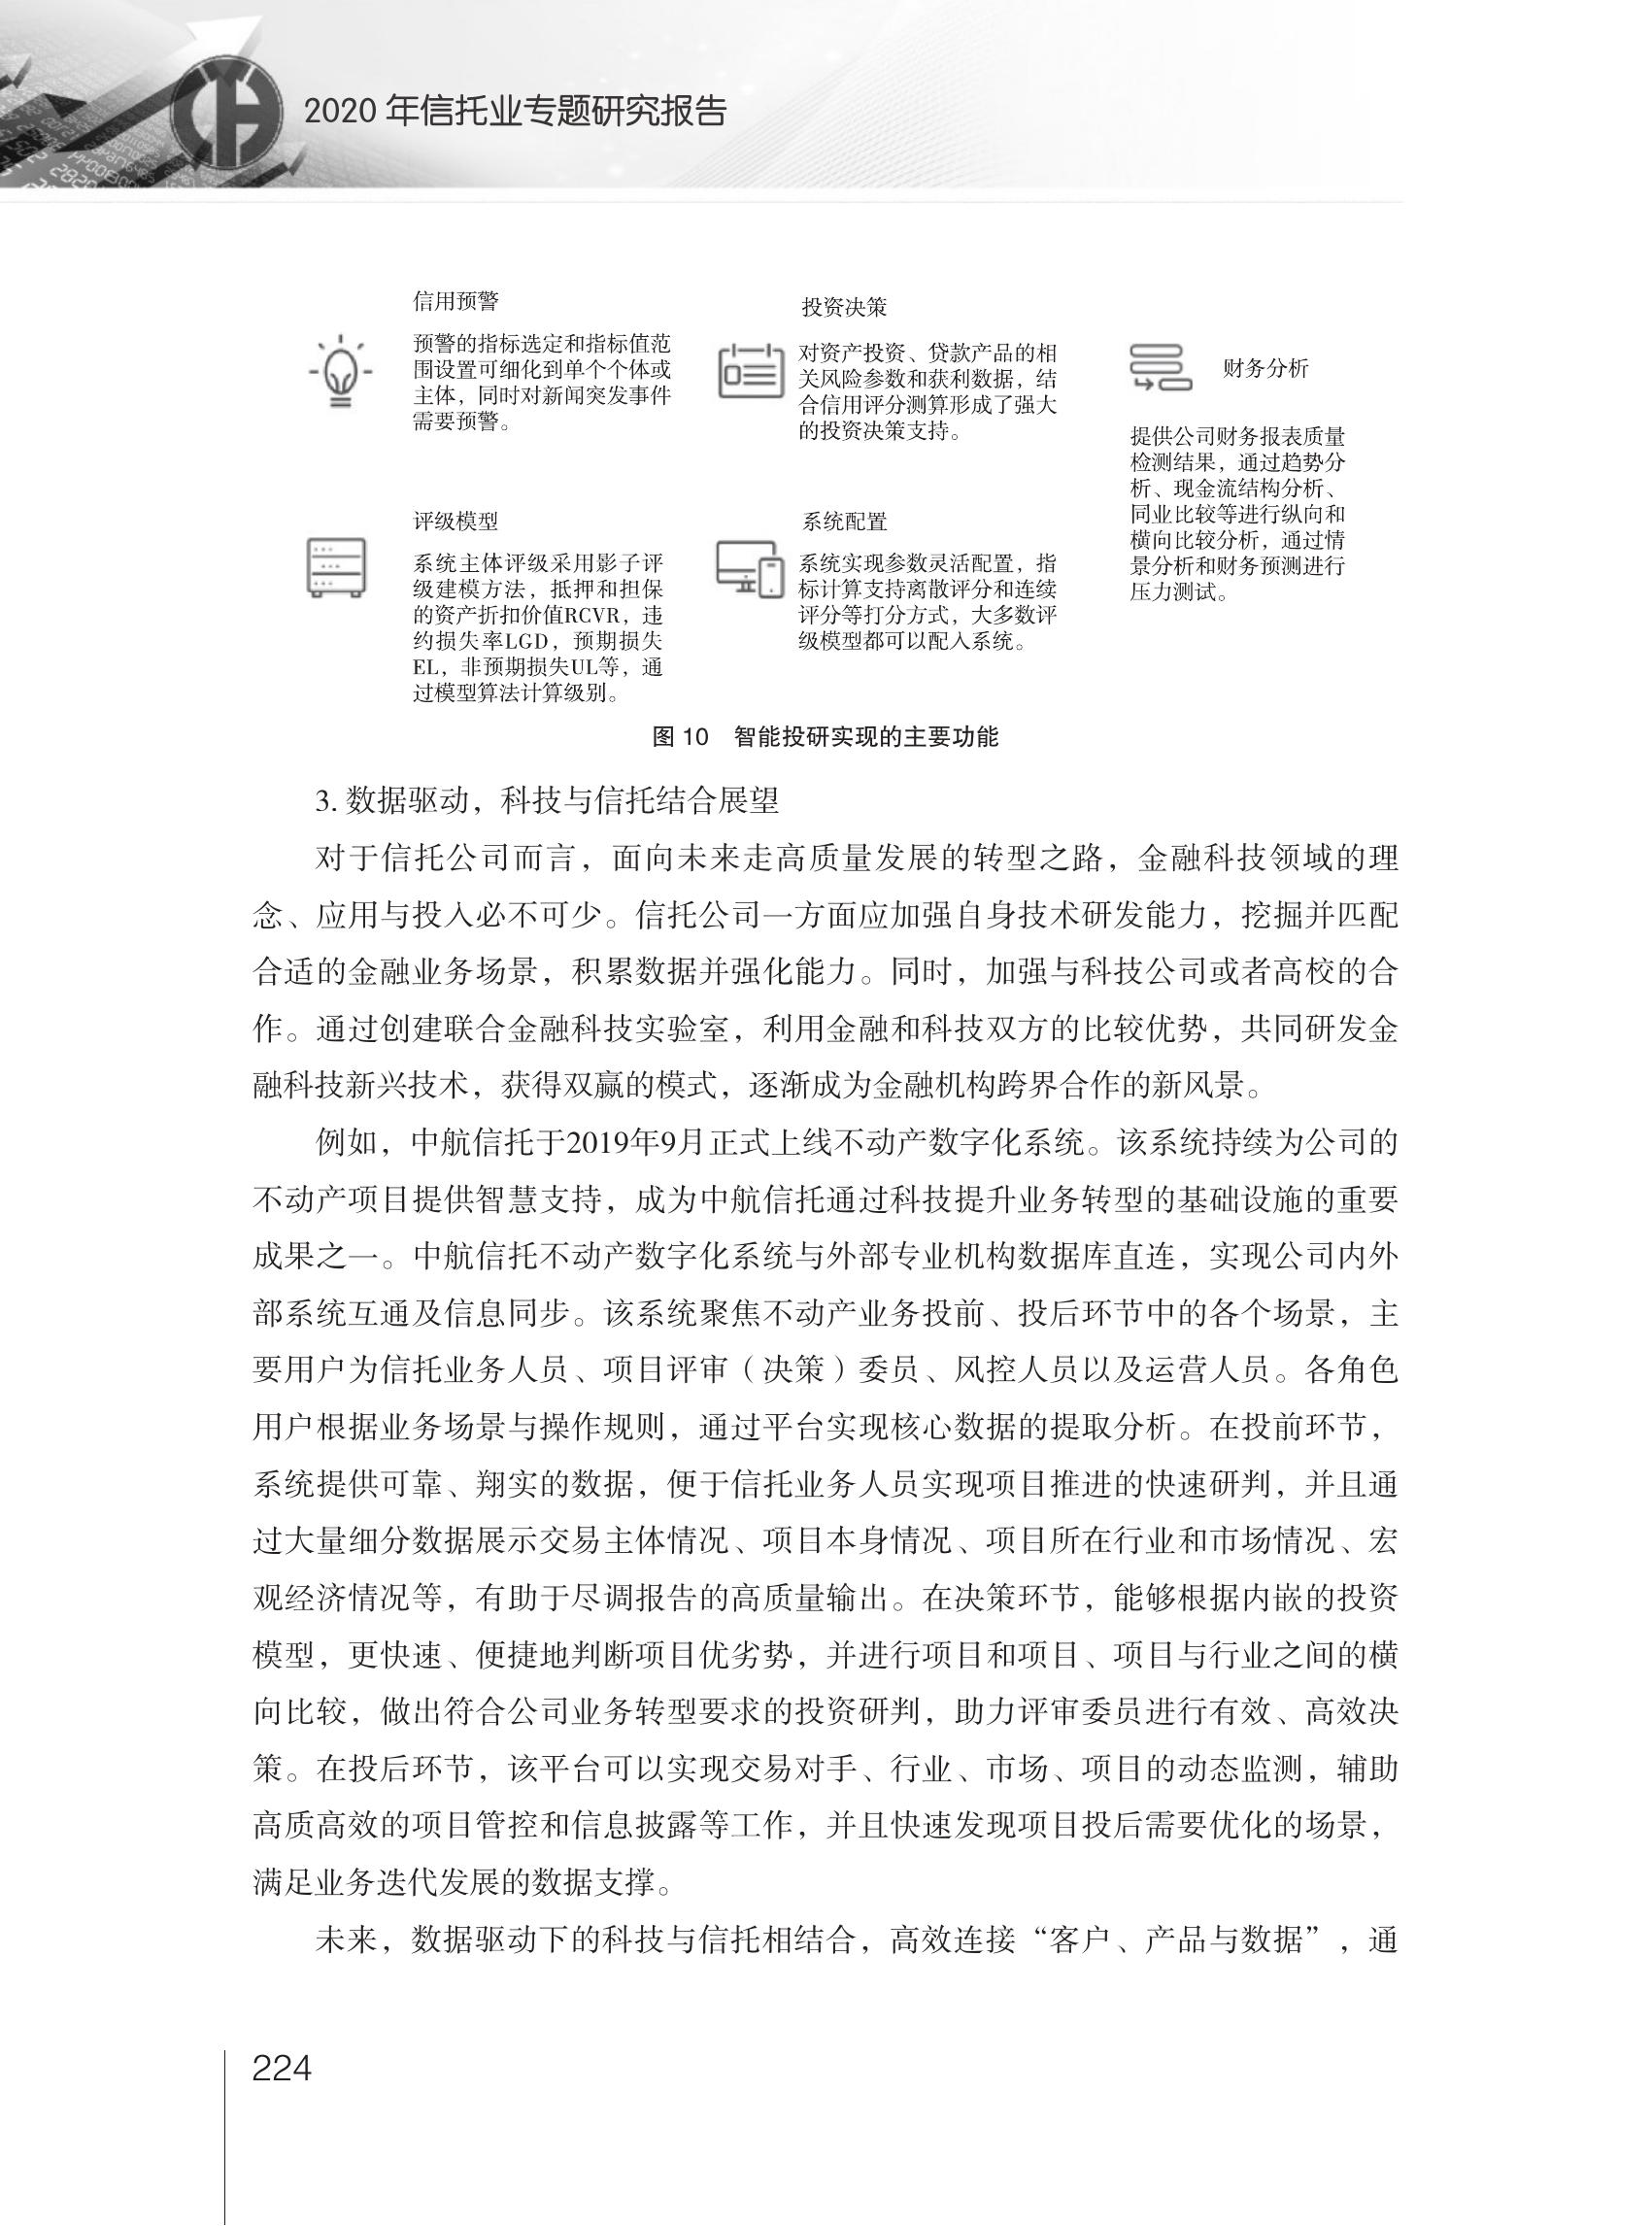 2020 年信托业专题研究报告
信用预警
预警的指标选定和指标值范
围设置可细化到单个个体或
主体，同时对新闻突发事件
需要预警。
投资决策
对资产投资、贷款产品的相
关风险参数和获利数据，结
合信用评分测算形成了强大
的投资决策支持。
财务分析
提供公司财务报表质量
检测结果，通过趋势分
析、现金流结构分析、
同业比较等进行纵向和
横向比较分析，通过情
景分析和财务预测进行
压力测试。
评级模型
系统主体评级采用影子评
级建模方法，抵押和担保
的资产折扣价值RCVR，违
约损失率LGD，预期损失
EL，非预期损失UL等，通
过模型算法计算级别。
系统配置
系统实现参数灵活配置，指
标计算支持离散评分和连续
评分等打分方式，大多数评
级模型都可以配入系统。
图 10　智能投研实现的主要功能
3. 数据驱动，科技与信托结合展望
对于信托公司而言，面向未来走高质量发展的转型之路，金融科技领域的理
念、应用与投入必不可少。信托公司一方面应加强自身技术研发能力，挖掘并匹配
合适的金融业务场景，积累数据并强化能力。同时，加强与科技公司或者高校的合
作。通过创建联合金融科技实验室，利用金融和科技双方的比较优势，共同研发金
融科技新兴技术，获得双赢的模式，逐渐成为金融机构跨界合作的新风景。
例如，中航信托于2019年9月正式上线不动产数字化系统。该系统持续为公司的
不动产项目提供智慧支持，成为中航信托通过科技提升业务转型的基础设施的重要
成果之一。中航信托不动产数字化系统与外部专业机构数据库直连，实现公司内外
部系统互通及信息同步。该系统聚焦不动产业务投前、投后环节中的各个场景，主
要用户为信托业务人员、项目评审（决策）委员、风控人员以及运营人员。各角色
用户根据业务场景与操作规则，通过平台实现核心数据的提取分析。在投前环节，
系统提供可靠、翔实的数据，便于信托业务人员实现项目推进的快速研判，并且通
过大量细分数据展示交易主体情况、项目本身情况、项目所在行业和市场情况、宏
观经济情况等，有助于尽调报告的高质量输出。在决策环节，能够根据内嵌的投资
模型，更快速、便捷地判断项目优劣势，并进行项目和项目、项目与行业之间的横
向比较，做出符合公司业务转型要求的投资研判，助力评审委员进行有效、高效决
策。在投后环节，该平台可以实现交易对手、行业、市场、项目的动态监测，辅助
高质高效的项目管控和信息披露等工作，并且快速发现项目投后需要优化的场景，
满足业务迭代发展的数据支撑。
未来，数据驱动下的科技与信托相结合，高效连接“客户、产品与数据”，通
224